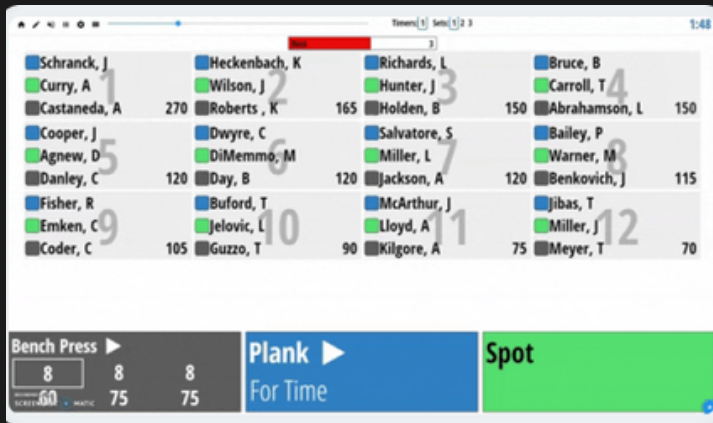 Timers 1 Sets 1 2 3
1:48
Rest 3
Schranck, J
Curry, A
Castaneda, A 270
1
Heckenbach, K
Wilson, J
Roberts , K 165
2
Richards, L
Hunter, J
Holden, B 150
3
Bruce, B
Carroll, T
Abrahamson, L 150
4
Cooper, J
Agnew, D
Danley, C 120
5
Dwyre, C
DiMemmo, M
Day, B 120
6
Salvatore, S
Miller, L
Jackson, A 120
7
Bailey, P
Warner, M
Benkovich, J 115
8
Fisher, R
Emken, C
Coder, C 105
9
Buford, T
Jelovic, L
Guzzo, T 90
10
McArthur, J
Lloyd, A
Kilgore, A 75
11
Jibas, T
Miller, J
Meyer, T 70
12
Bench Press
8 8 8
60 75 75
SCREENCAST-O-MATIC
Plank
For Time
Spot